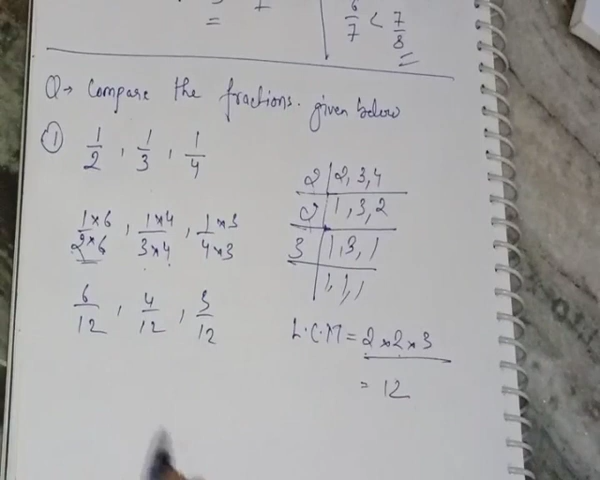 =
6/7 < 7/8
Q→ Compare the fractions. given below
① 1/2 , 1/3 , 1/4
1×6/2×6 , 1×4/3×4 , 1×3/4×3
6/12 , 4/12 , 3/12
2 | 2, 3, 4
2 | 1, 3, 2
3 | 1, 3, 1
| 1, 1, 1
L.C.M = 2×2×3
= 12